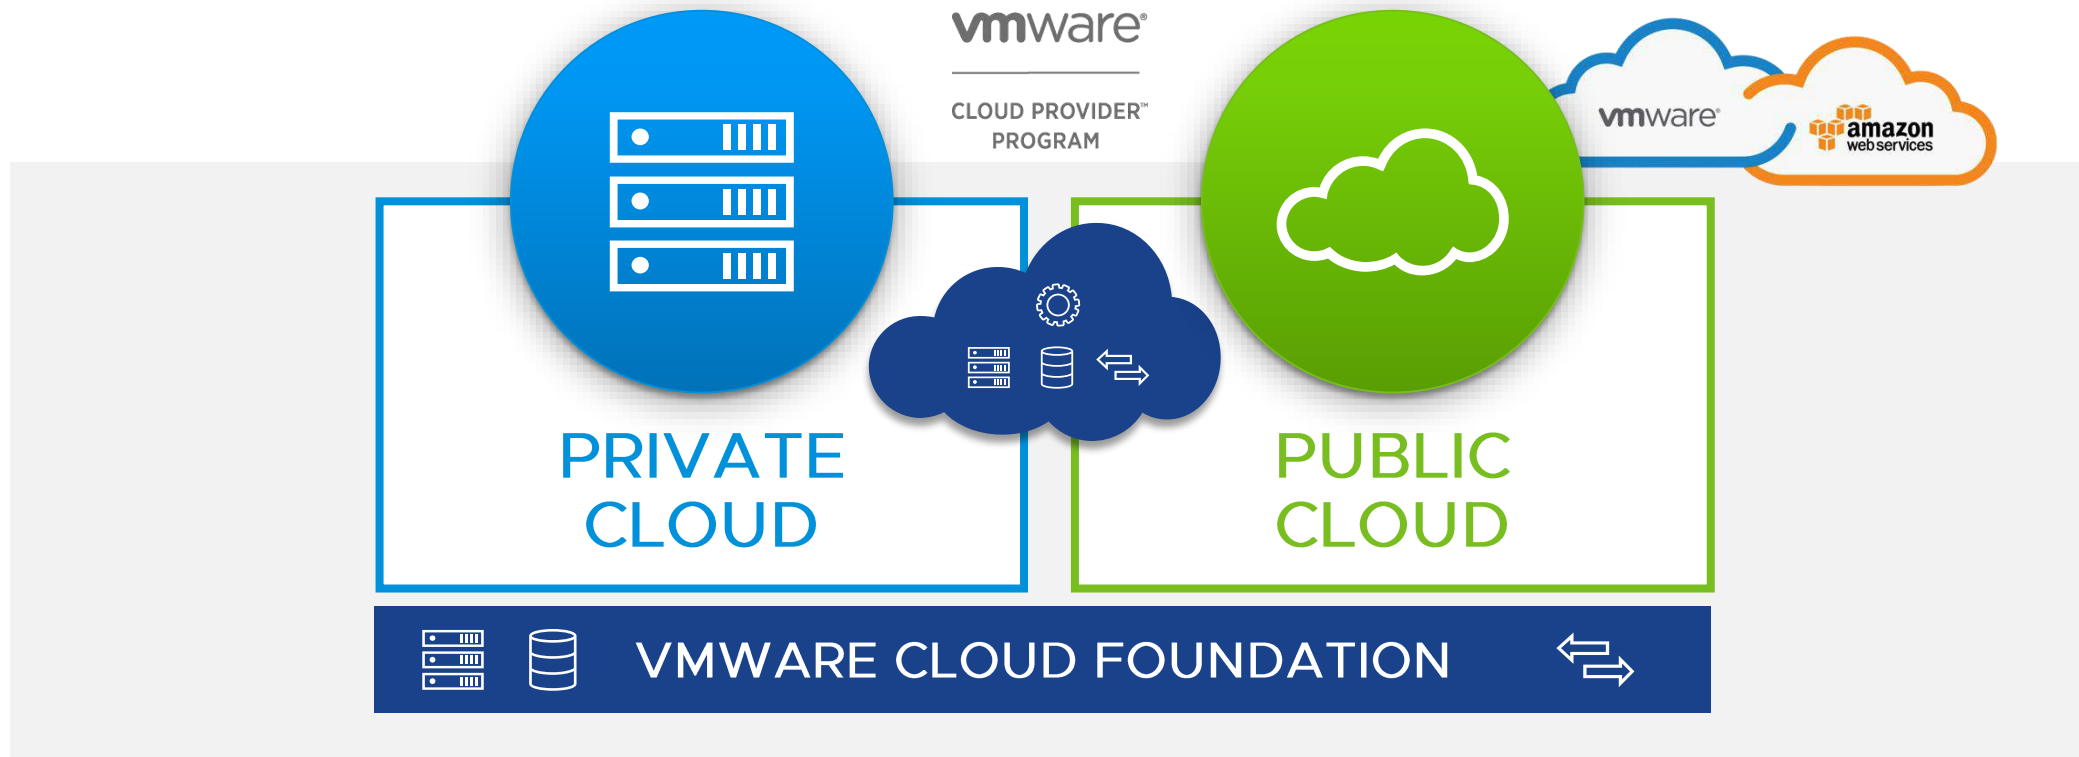 vmware®
CLOUD PROVIDER™
PROGRAM
vmware®
amazon
web services
PRIVATE
CLOUD
PUBLIC
CLOUD
VMWARE CLOUD FOUNDATION